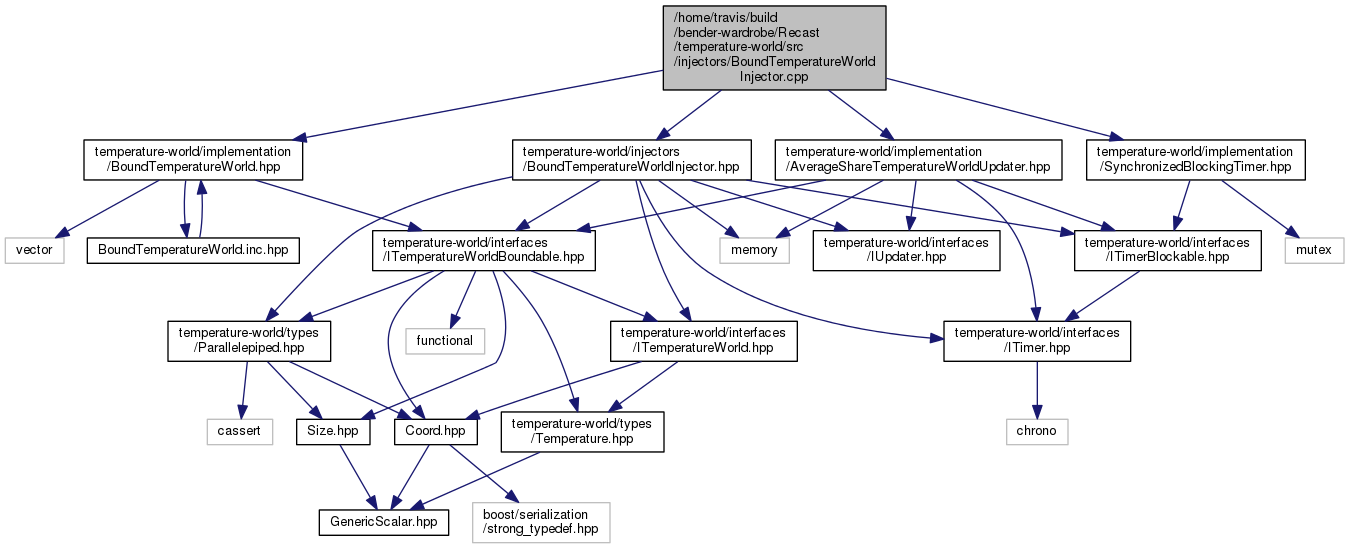 /home/travis/build
/bender-wardrobe/Recast
/temperature-world/src
/injectors/BoundTemperatureWorld
Injector.cpp
temperature-world/implementation
/BoundTemperatureWorld.hpp
temperature-world/injectors
/BoundTemperatureWorldInjector.hpp
temperature-world/implementation
/AverageShareTemperatureWorldUpdater.hpp
temperature-world/implementation
/SynchronizedBlockingTimer.hpp
vector
BoundTemperatureWorld.inc.hpp
temperature-world/interfaces
/ITemperatureWorldBoundable.hpp
memory
temperature-world/interfaces
/IUpdater.hpp
temperature-world/interfaces
/ITimerBlockable.hpp
mutex
temperature-world/types
/Parallelepiped.hpp
functional
temperature-world/interfaces
/ITemperatureWorld.hpp
temperature-world/interfaces
/ITimer.hpp
cassert
Size.hpp
Coord.hpp
temperature-world/types
/Temperature.hpp
chrono
GenericScalar.hpp
boost/serialization
/strong_typedef.hpp